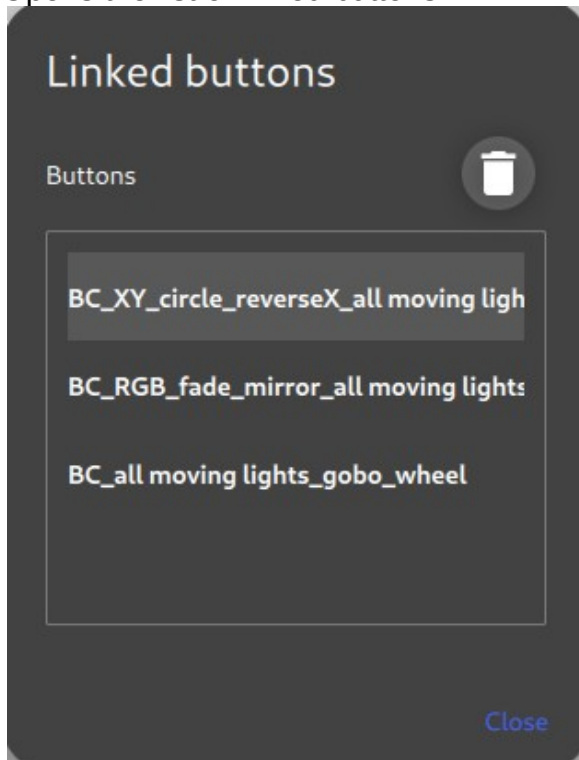 Linked buttons
Buttons
BC_XY_circle_reverseX_all moving ligh
BC_RGB_fade_mirror_all moving lights
BC_all moving lights_gobo_wheel
Close